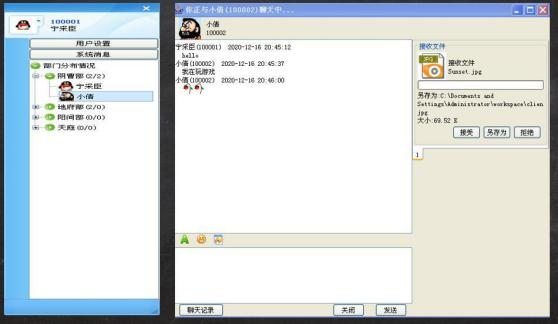 100001
宁采臣
用户设置
系统消息
部门分布情况
阴曹部(2/2)
宁采臣
小倩
地府部(2/0)
阳间部(0/0)
天庭(0/0)
你正与小倩(100002)聊天中...
小倩
100002
宁采臣(100001) 2020-12-16 20:45:12
hello
小倩(100002) 2020-12-16 20:45:37
我在玩游戏
小倩(100002) 2020-12-16 20:46:00
聊天记录
关闭
发送
接收文件
JPG
接收文件
Sunset.jpg
另存为:C:\Documents and
Settings\Administrator\workspace\clien
jpg
大小:69.52 K
接受
另存为
拒绝
1